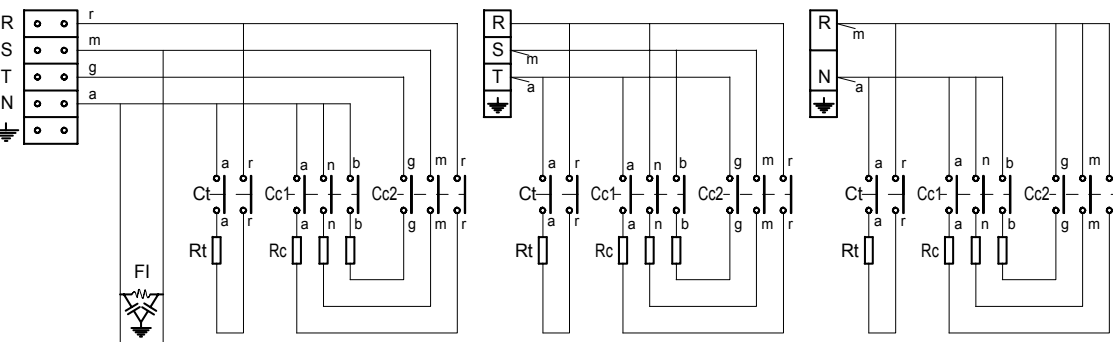 R r R R
S m S m m
T g T N
N a a a
a r a n b g m r a r a n b g m r a r a n b g m
Ct Cc1 Cc2 Ct Cc1 Cc2 Ct Cc1 Cc2
a r a n b g m r a r a n b g m r a r a n b g m
Rt Rc Rt Rc Rt Rc
FI